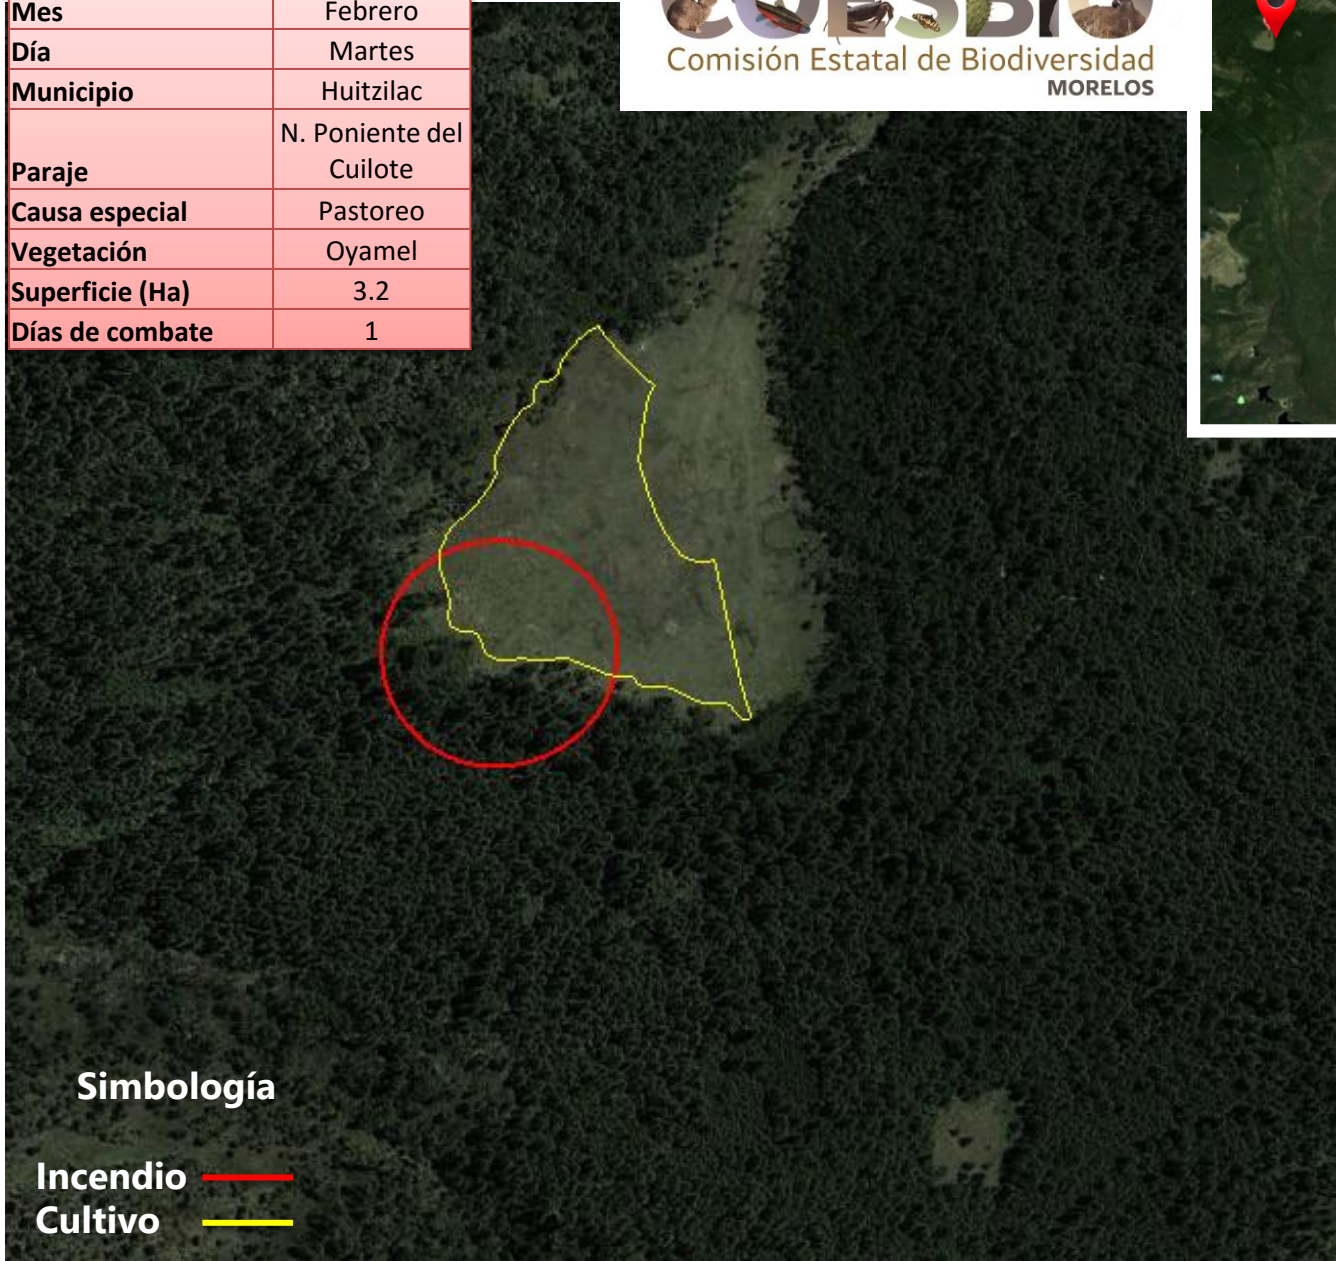 Mes Febrero
Día Martes
Municipio Huitzilac
Paraje N. Poniente del
Cuilote
Causa especial Pastoreo
Vegetación Oyamel
Superficie (Ha) 3.2
Días de combate 1
COESBIO
Comisión Estatal de Biodiversidad
MORELOS
Simbología
Incendio
Cultivo